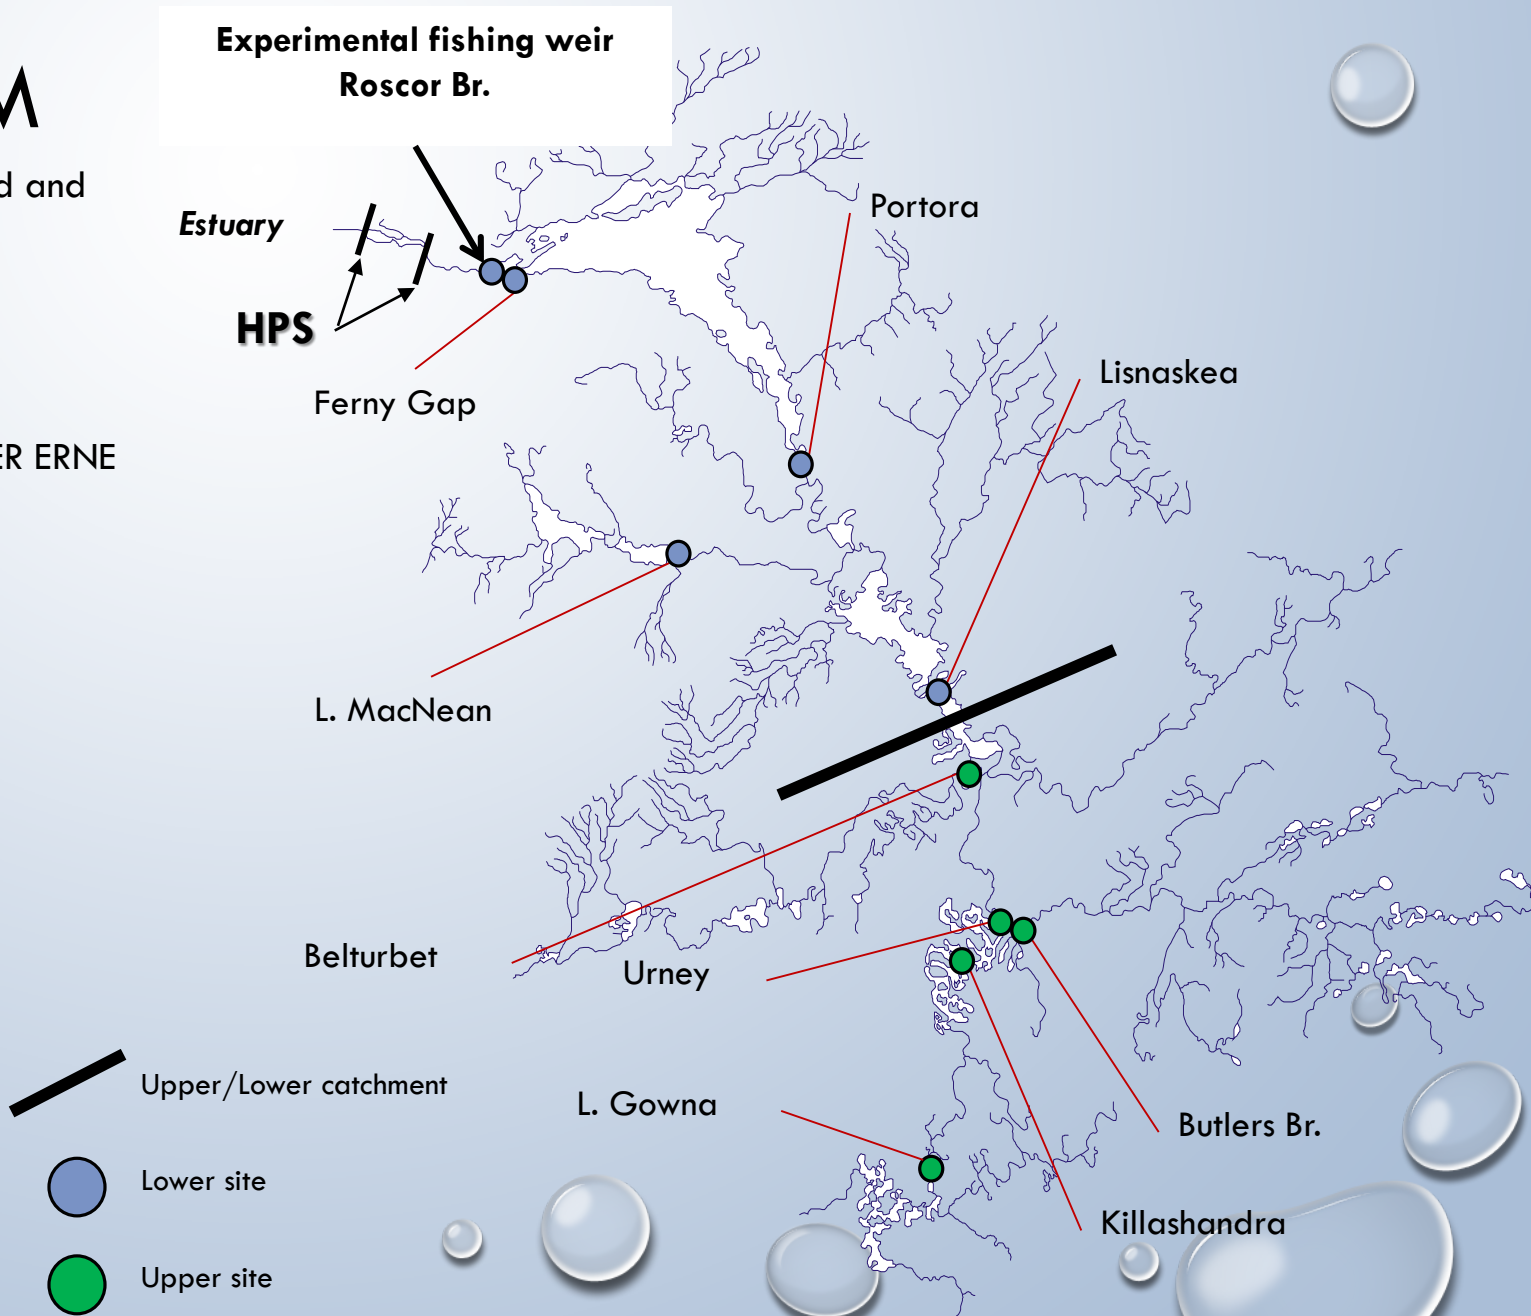 Experimental fishing weir
Roscor Br.
M
d and
Estuary
Portora
HPS
Lisnaskea
Ferny Gap
ER ERNE
L. MacNean
Belturbet
Urney
Upper/Lower catchment
L. Gowna
Butlers Br.
Lower site
Killashandra
Upper site